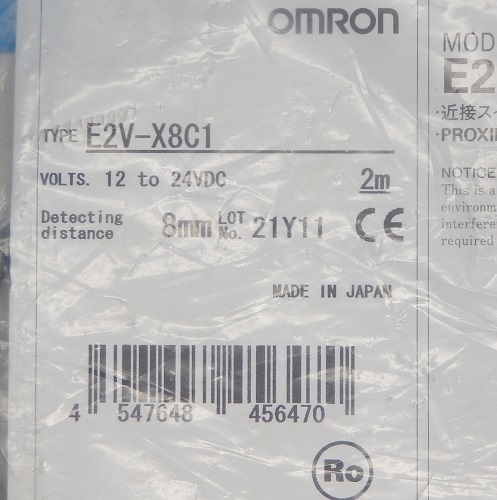 OMRON
TYPE E2V-X8C1
VOLTS. 12 to 24VDC 2m
Detecting distance 8mm LOT No. 21Y11 CE
MADE IN JAPAN
4 547648 456470
Ro
MOD
E2
・近接ス
・PROXI
NOTICE
This is a
environm
interfere
required